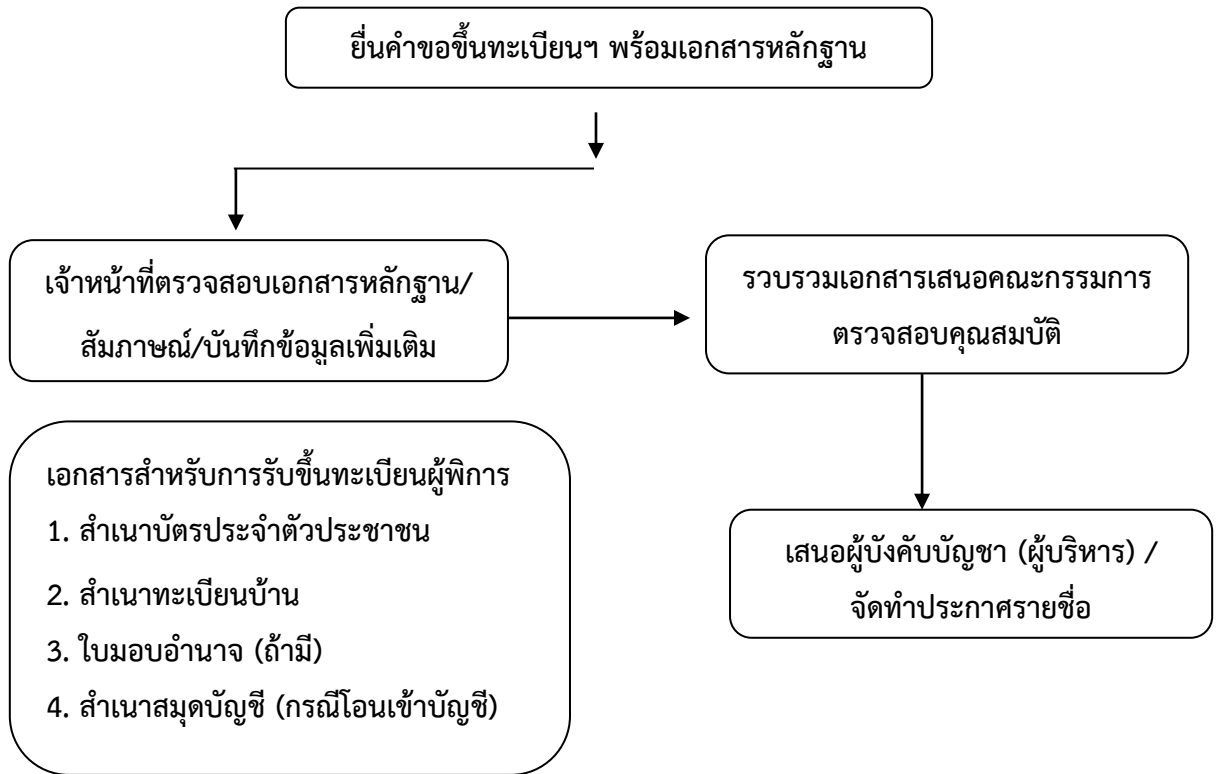 ยื่นคำขอขึ้นทะเบียนฯ พร้อมเอกสารหลักฐาน
เจ้าหน้าที่ตรวจสอบเอกสารหลักฐาน/
สัมภาษณ์/บันทึกข้อมูลเพิ่มเติม
รวบรวมเอกสารเสนอคณะกรรมการ
ตรวจสอบคุณสมบัติ
เอกสารสำหรับการรับขึ้นทะเบียนผู้พิการ
1. สำเนาบัตรประจำตัวประชาชน
2. สำเนาทะเบียนบ้าน
3. ใบมอบอำนาจ (ถ้ามี)
4. สำเนาสมุดบัญชี (กรณีโอนเข้าบัญชี)
เสนอผู้บังคับบัญชา (ผู้บริหาร) /
จัดทำประกาศรายชื่อ